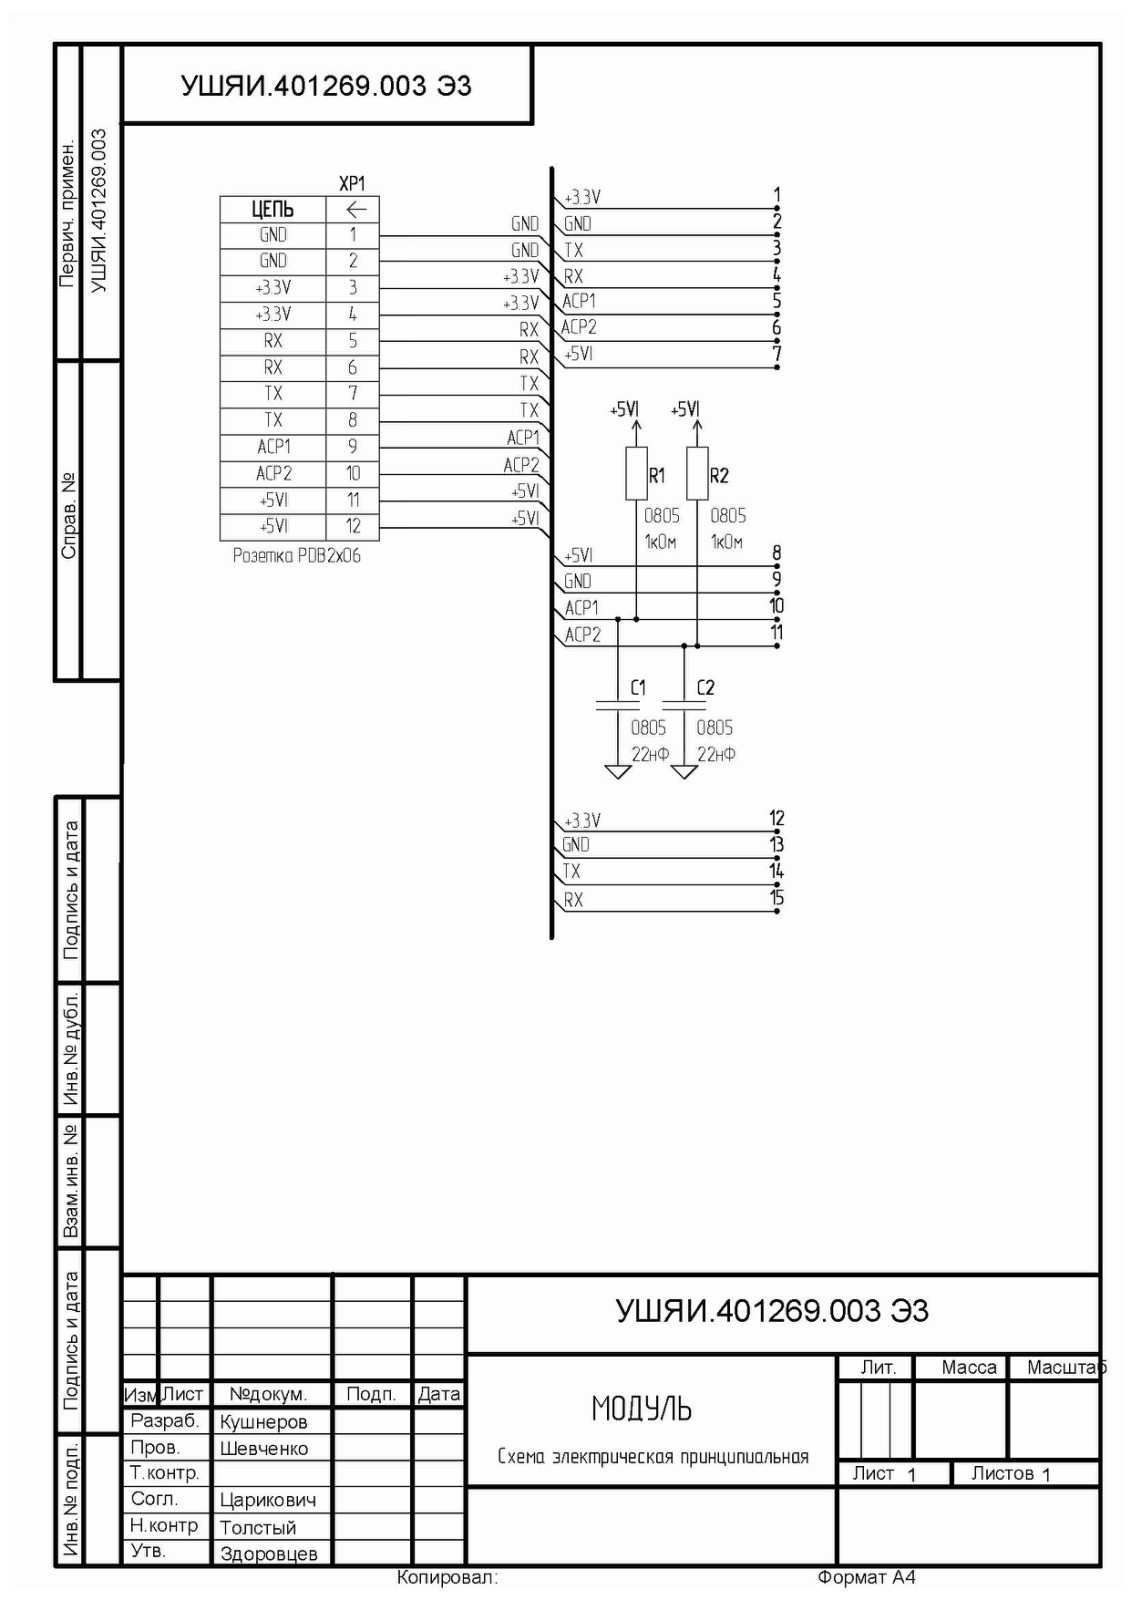 УШЯИ.401269.003 Э3
Первич. примен.
УШЯИ.401269.003
Справ. №
XP1
ЦЕПЬ
GND 1
GND 2
+3.3V 3
+3.3V 4
RX 5
RX 6
TX 7
TX 8
ACP1 9
ACP2 10
+5VI 11
+5VI 12
Розетка PDB2x06
GND
GND
+3.3V
+3.3V
RX
RX
TX
TX
ACP1
ACP2
+5VI
+5VI
+3.3V 1
GND 2
TX 3
RX 4
ACP1 5
ACP2 6
+5VI 7
+5VI +5VI
R1 R2
0805 0805
1кОм 1кОм
+5VI 8
GND 9
ACP1 10
ACP2 11
C1 C2
0805 0805
22нФ 22нФ
+3.3V 12
GND 13
TX 14
RX 15
Подпись и дата
Инв.№ дубл.
Взам.инв. №
Подпись и дата
Инв.№ подп.
УШЯИ.401269.003 Э3
Изм Лист №докум. Подп. Дата
Разраб. Кушнеров
Пров. Шевченко
Т.контр.
Согл. Царикович
Н.контр Толстый
Утв. Здоровцев
МОДУЛЬ
Схема электрическая принципиальная
Лит. Масса Масштаб
Лист 1 Листов 1
Копировал: Формат А4